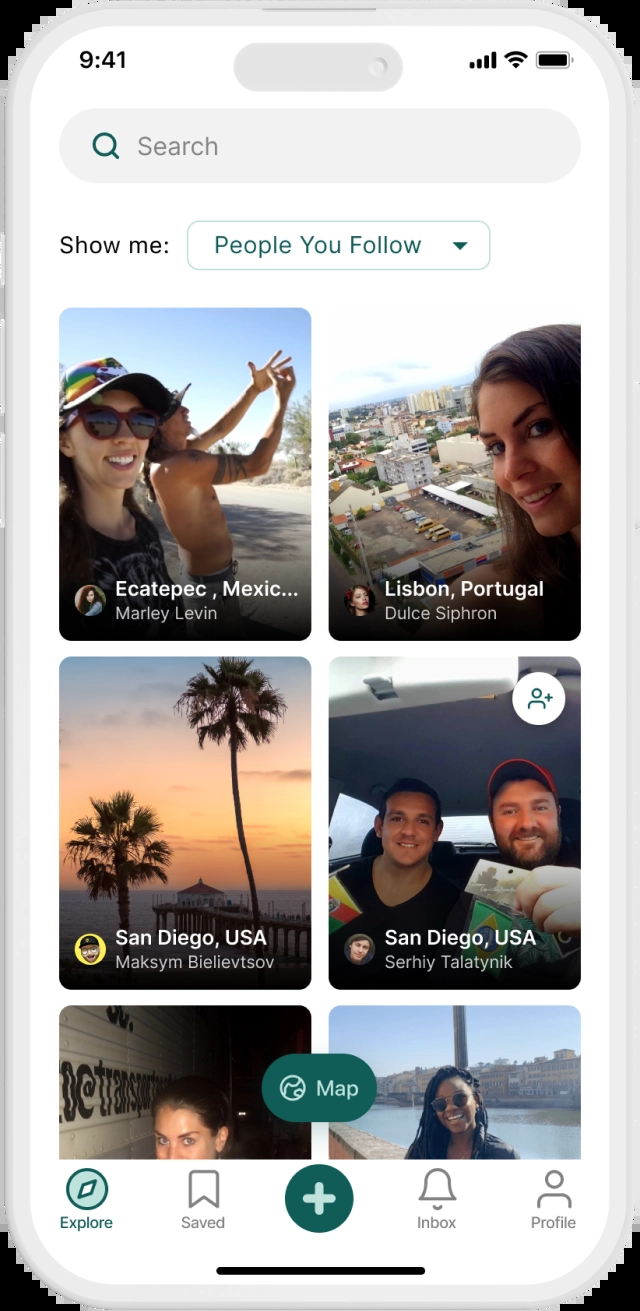 9:41
Search
Show me: People You Follow
Ecatepec , Mexic...
Marley Levin
Lisbon, Portugal
Dulce Siphron
San Diego, USA
Maksym Bielievtsov
San Diego, USA
Serhiy Talatynik
Map
Explore
Saved
Inbox
Profile